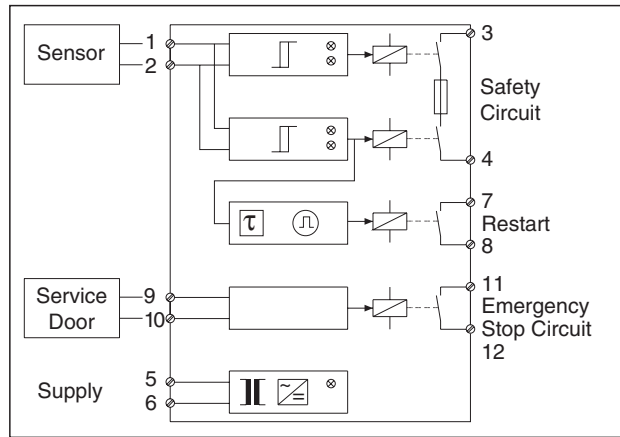 Sensor
1
2
3
Safety
Circuit
4
τ
7
Restart
8
Service
Door
9
10
11
Emergency
Stop Circuit
12
Supply
5
6